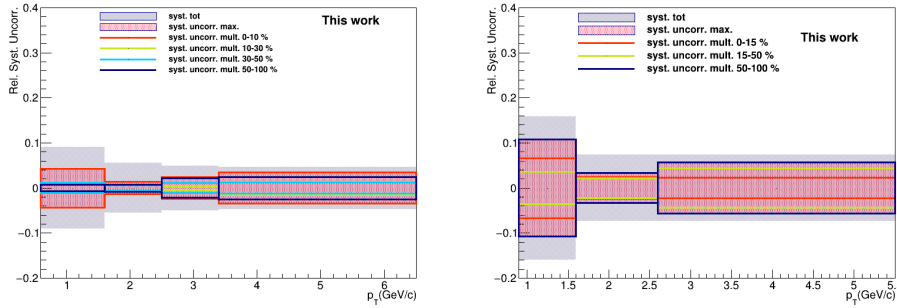 Rel. Syst. Uncorr.
0.4
0.3
0.2
0.1
0
−0.1
−0.2
syst. tot
syst. uncorr. max.
syst. uncorr. mult. 0-10 %
syst. uncorr. mult. 10-30 %
syst. uncorr. mult. 30-50 %
syst. uncorr. mult. 50-100 %
This work
1 2 3 4 5 6
p_T(GeV/c)
Rel. Syst. Uncorr.
0.4
0.3
0.2
0.1
0
−0.1
−0.2
syst. tot
syst. uncorr. max.
syst. uncorr. mult. 0-15 %
syst. uncorr. mult. 15-50 %
syst. uncorr. mult. 50-100 %
This work
1 1.5 2 2.5 3 3.5 4 4.5 5 5.
p_T(GeV/c)